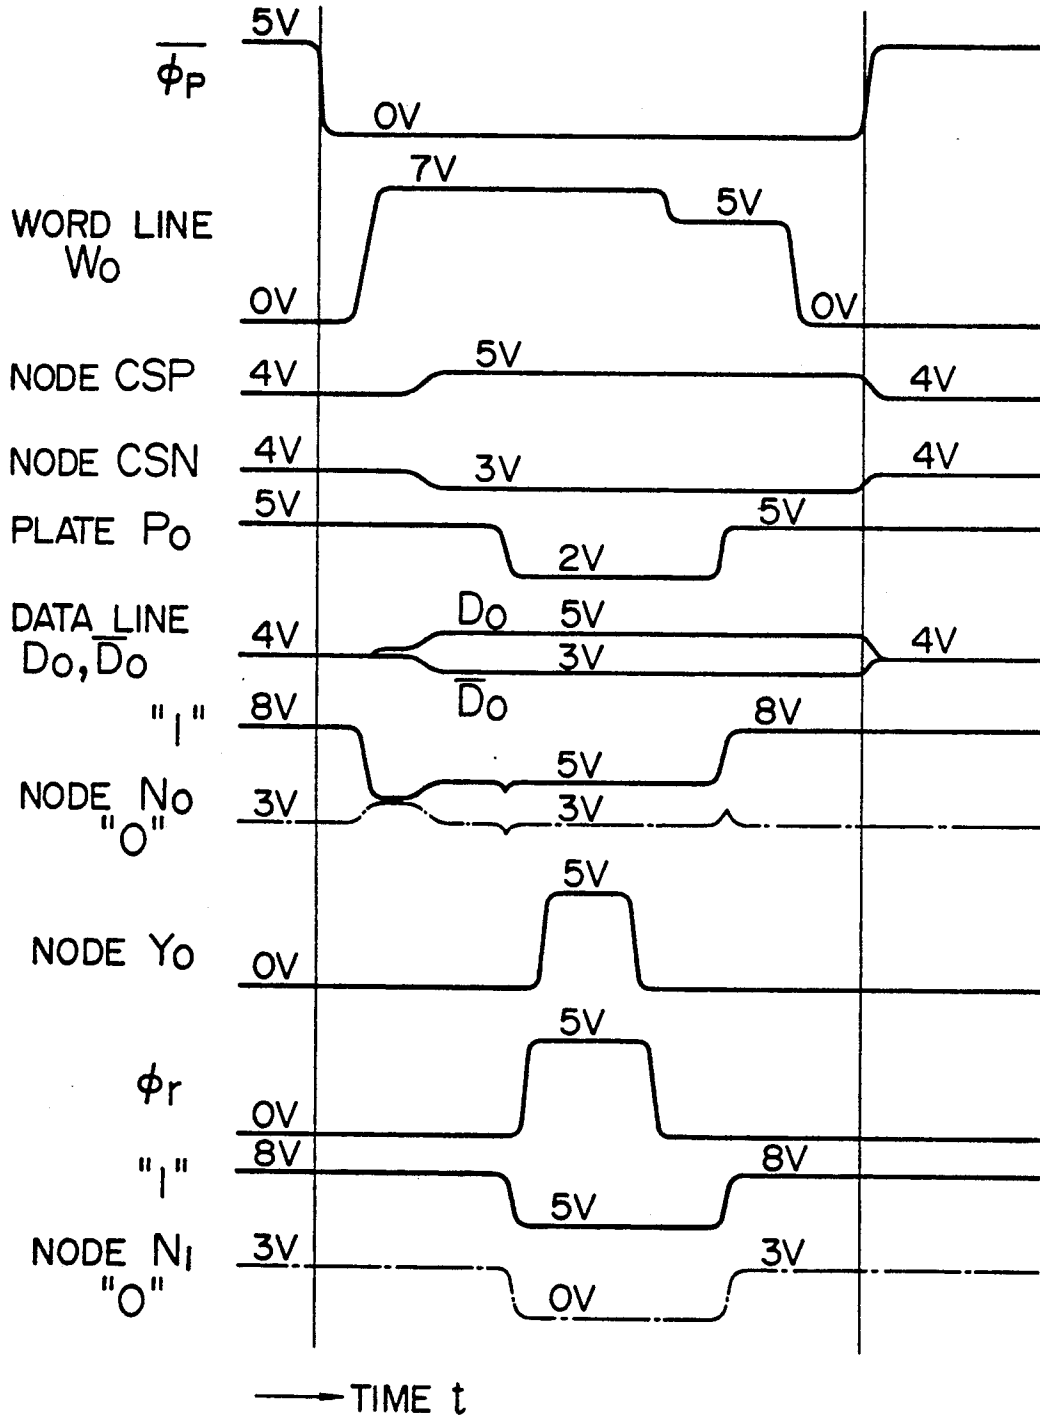 5V
φP
0V
7V
5V
WORD LINE
W0
0V
0V
5V
NODE CSP
4V
4V
NODE CSN
4V
3V
4V
PLATE P0
5V
2V
5V
DATA LINE
D0, D̅0
4V
D0
5V
3V
4V
D̅0
"1"
8V
8V
5V
NODE N0
"0"
3V
3V
5V
NODE Y0
0V
5V
φr
0V
"1"
8V
8V
5V
NODE N1
"0"
3V
3V
0V
TIME t